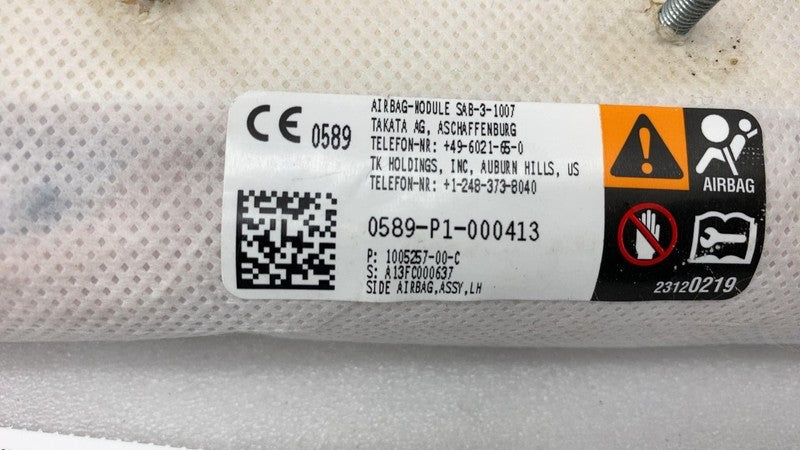 CE 0589
AIRBAG-MODULE SAB-3-1007
TAKATA AG, ASCHAFFENBURG
TELEFON-NR: +49-6021-65-0
TK HOLDINGS, INC, AUBURN HILLS, US
TELEFON-NR: +1-248-373-8040
0589-P1-000413
P: 1005257-00-C
S: A13FC000637
SIDE AIRBAG,ASSY,LH
AIRBAG
23120219